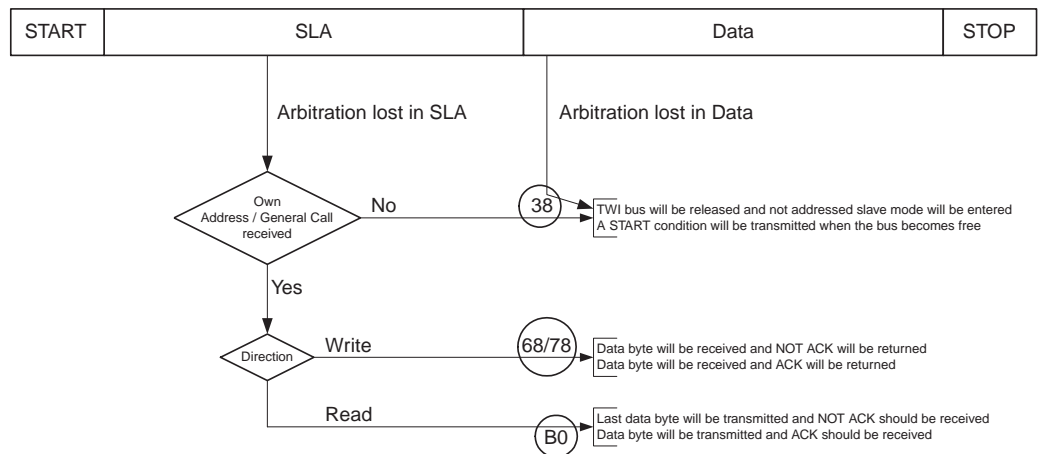 START SLA Data STOP
Arbitration lost in SLA Arbitration lost in Data
Own
Address / General Call
received
No
38
TWI bus will be released and not addressed slave mode will be entered
A START condition will be transmitted when the bus becomes free
Yes
Direction
Write
68/78
Data byte will be received and NOT ACK will be returned
Data byte will be received and ACK will be returned
Read
B0
Last data byte will be transmitted and NOT ACK should be received
Data byte will be transmitted and ACK should be received